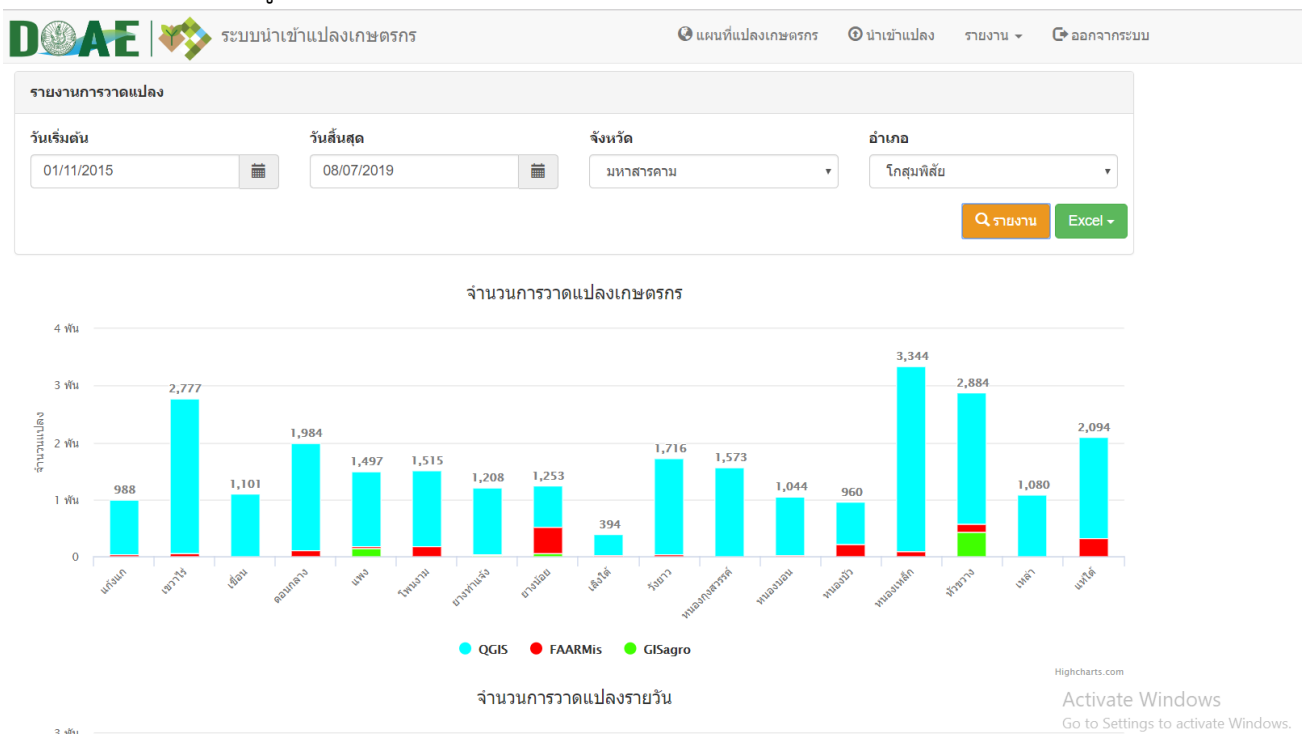 DOAE ระบบนำเข้าแปลงเกษตรกร แผนที่แปลงเกษตรกร นำเข้าแปลง รายงาน ออกจากระบบ
รายงานการวาดแปลง
วันเริ่มต้น วันสิ้นสุด จังหวัด อำเภอ
01/11/2015 08/07/2019 มหาสารคาม โกสุมพิสัย
รายงาน Excel
จำนวนการวาดแปลงเกษตรกร
จำนวนแปลง
4 พัน
3 พัน
2 พัน
1 พัน
0
988 2,777 1,101 1,984 1,497 1,515 1,208 1,253 394 1,716 1,573 1,044 960 3,344 2,884 1,080 2,094
แก้งแก เขวาไร่ เขื่อน ดอนกลาง แพง โพนงาม ยางท่าแจ้ง ยางน้อย เลิงใต้ วังยาว หนองกุงสวรรค์ หนองบอน หนองบัว หนองเหล็ก หัวขวาง เหล่า แห่ใต้
QGIS FAARMis GISagro
Highcharts.com
จำนวนการวาดแปลงรายวัน
3 พัน
Activate Windows
Go to Settings to activate Windows.